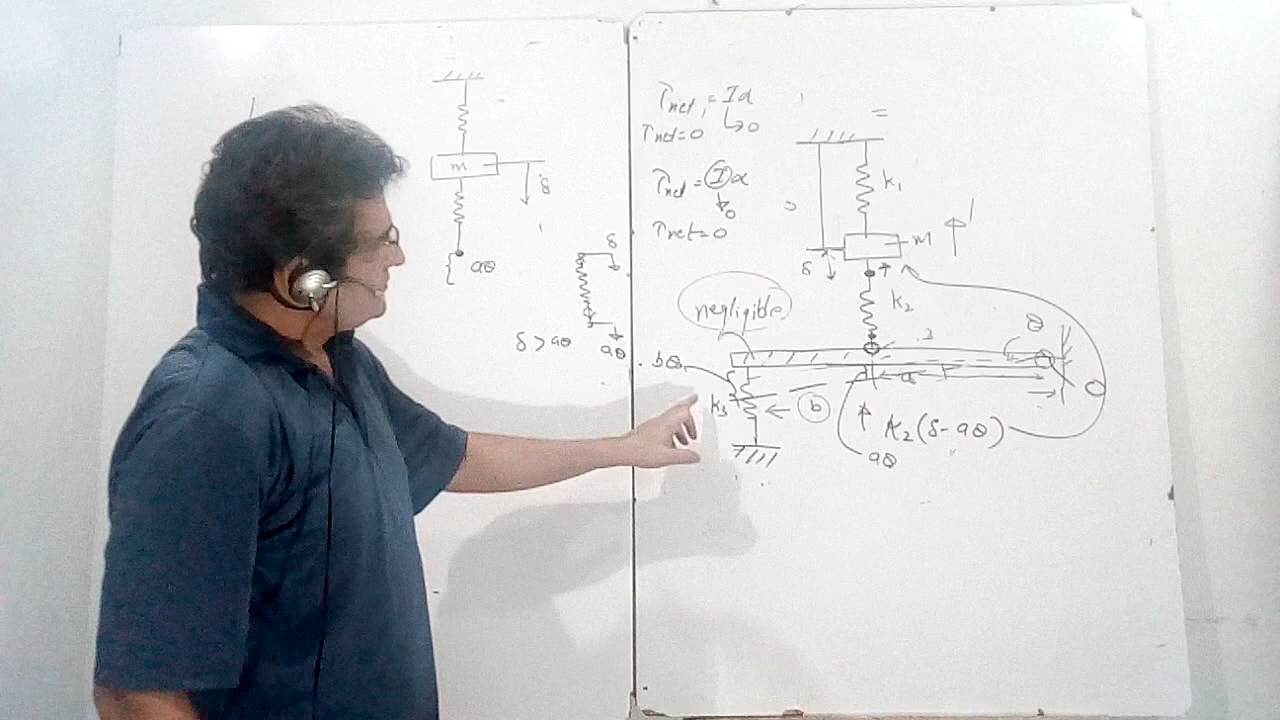 m
δ
aθ
δ
δ > aθ
aθ
τnet = Iα
↳ 0
τnet = 0
τnet = Iα
0
τnet = 0
k1
m
δ
k2
negligible
θ
bθ
a
k3
b
k2(δ-aθ)
aθ